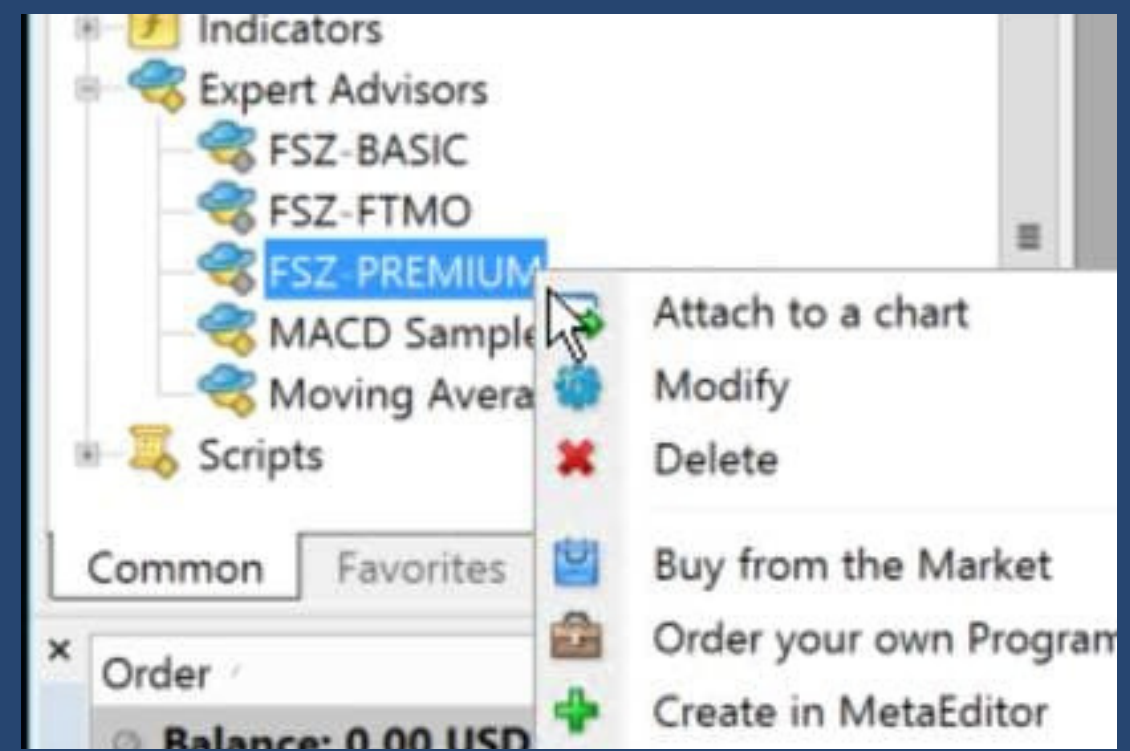 Indicators
Expert Advisors
FSZ-BASIC
FSZ-FTMO
FSZ-PREMIUM
MACD Sample
Moving Avera
Scripts
Common
Favorites
Order
Balance: 0.00 USD
Attach to a chart
Modify
Delete
Buy from the Market
Order your own Program
Create in MetaEditor